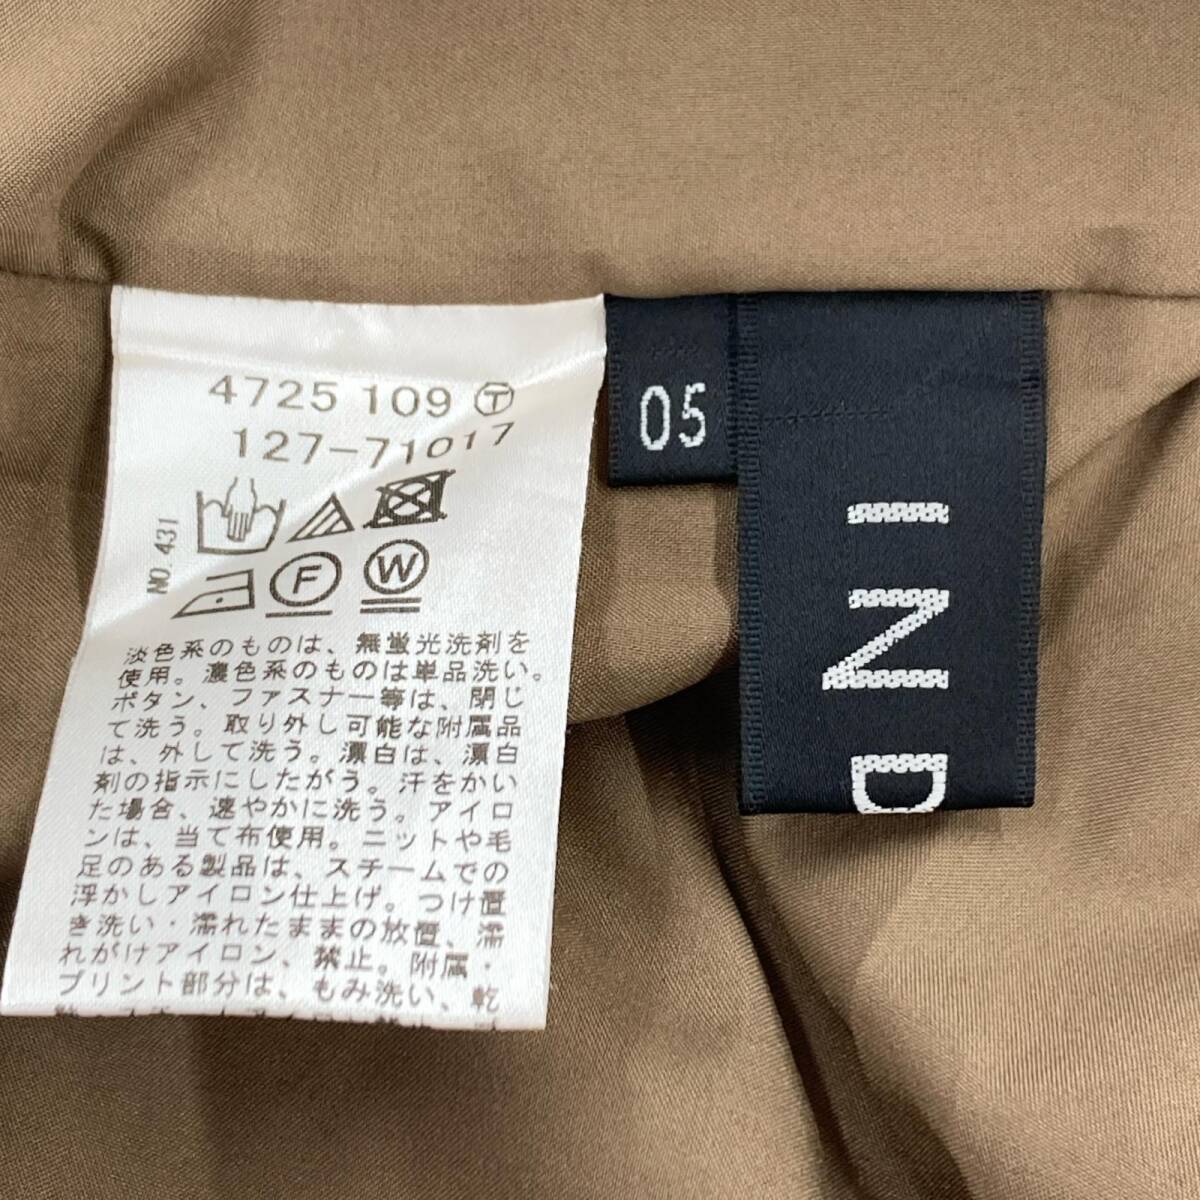 4725 109 Ⓣ
127-71017
NO.431
F
W
淡色系のものは、無蛍光洗剤を
使用。濃色系のものは単品洗い。
ボタン、ファスナー等は、閉じ
て洗う。取り外し可能な附属品
は、外して洗う。漂白は、漂白
剤の指示にしたがう。汗をかい
た場合、速やかに洗う。アイロ
ンは、当て布使用。ニットや毛
足のある製品は、スチームでの
浮かしアイロン仕上げ。つけ置
き洗い・濡れたままの放置、濡
れがけアイロン、禁止。附属・
プリント部分は、もみ洗い、乾
05
IND